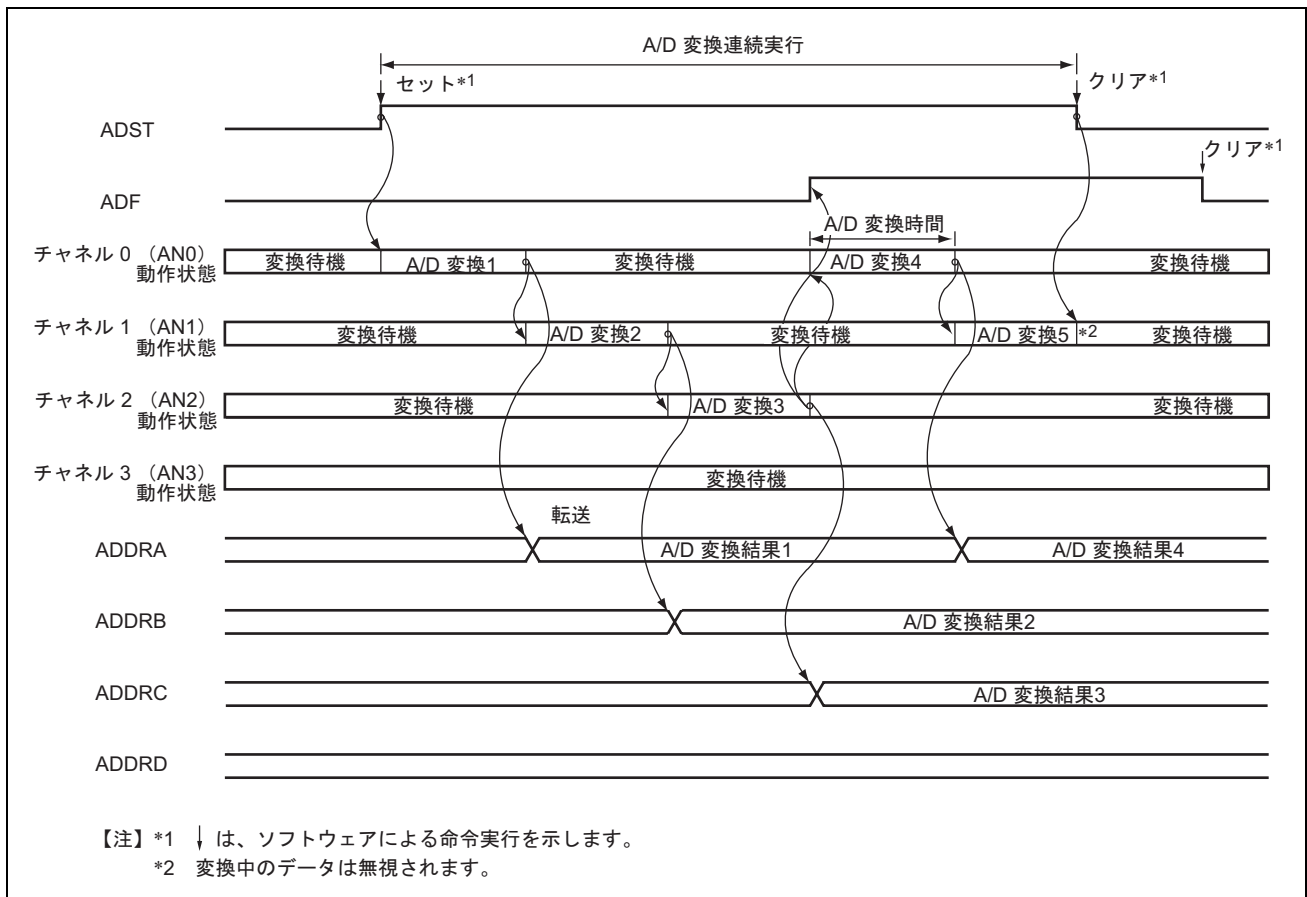 A/D 変換連続実行
セット*1
クリア*1
ADST
クリア*1
ADF
A/D 変換時間
チャネル 0 （AN0）
動作状態
変換待機
A/D 変換1
変換待機
A/D 変換4
変換待機
チャネル 1 （AN1）
動作状態
変換待機
A/D 変換2
変換待機
A/D 変換5
*2
変換待機
チャネル 2 （AN2）
動作状態
変換待機
A/D 変換3
変換待機
チャネル 3 （AN3）
動作状態
変換待機
転送
ADDRA
A/D 変換結果1
A/D 変換結果4
ADDRB
A/D 変換結果2
ADDRC
A/D 変換結果3
ADDRD
【注】*1 ↓ は、ソフトウェアによる命令実行を示します。
*2 変換中のデータは無視されます。